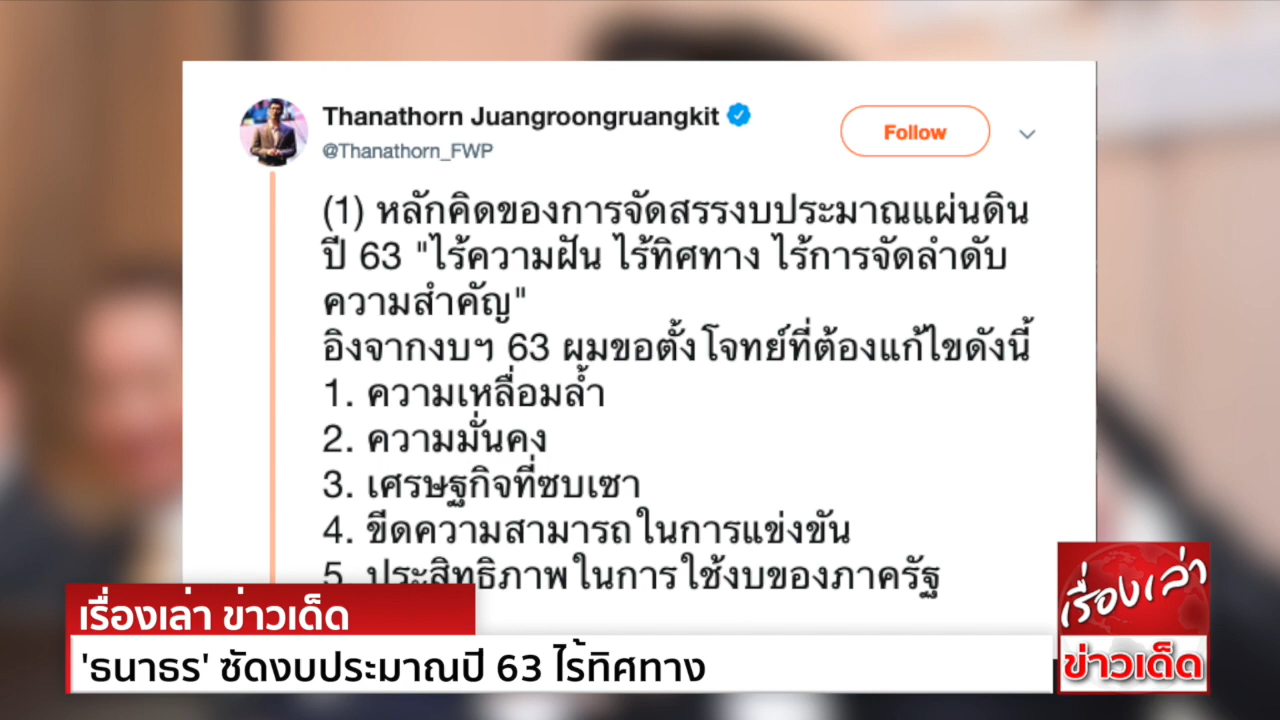 Thanathorn Juangroongruangkit
@Thanathorn_FWP
Follow
(1) หลักคิดของการจัดสรรงบประมาณแผ่นดิน
ปี 63 "ไร้ความฝัน ไร้ทิศทาง ไร้การจัดลำดับ
ความสำคัญ"
อิงจากงบฯ 63 ผมขอตั้งโจทย์ที่ต้องแก้ไขดังนี้
1. ความเหลื่อมล้ำ
2. ความมั่นคง
3. เศรษฐกิจที่ซบเซา
4. ขีดความสามารถในการแข่งขัน
5. ประสิทธิภาพในการใช้งบของภาครัฐ
เรื่องเล่า ข่าวเด็ด
'ธนาธร' ซัดงบประมาณปี 63 ไร้ทิศทาง
เรื่องเล่า
ข่าวเด็ด